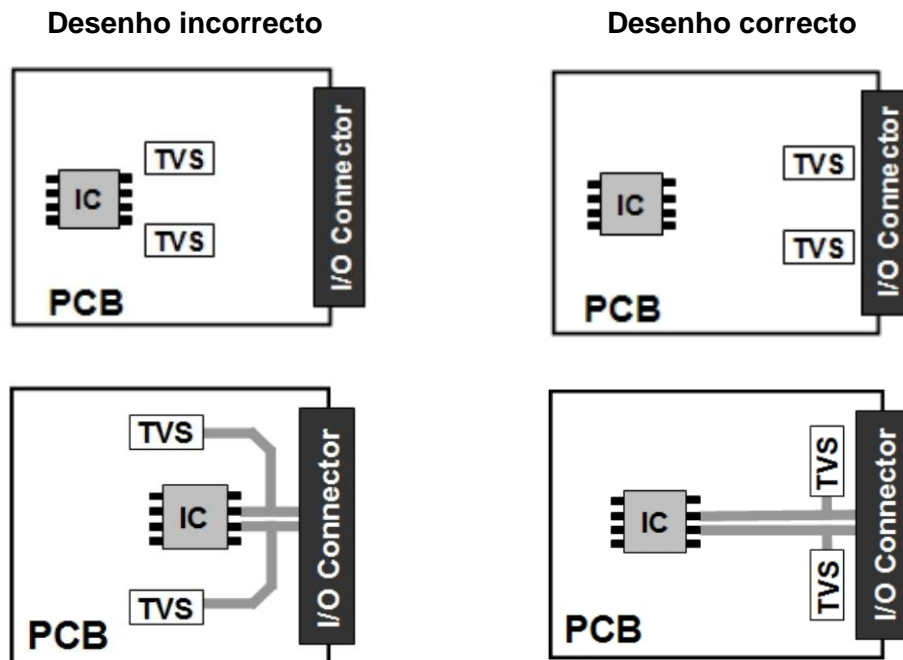 Desenho incorrecto
Desenho correcto
TVS
IC
TVS
PCB
I/O Connector
TVS
IC
TVS
PCB
I/O Connector
TVS
IC
TVS
PCB
I/O Connector
TVS
IC
TVS
PCB
I/O Connector